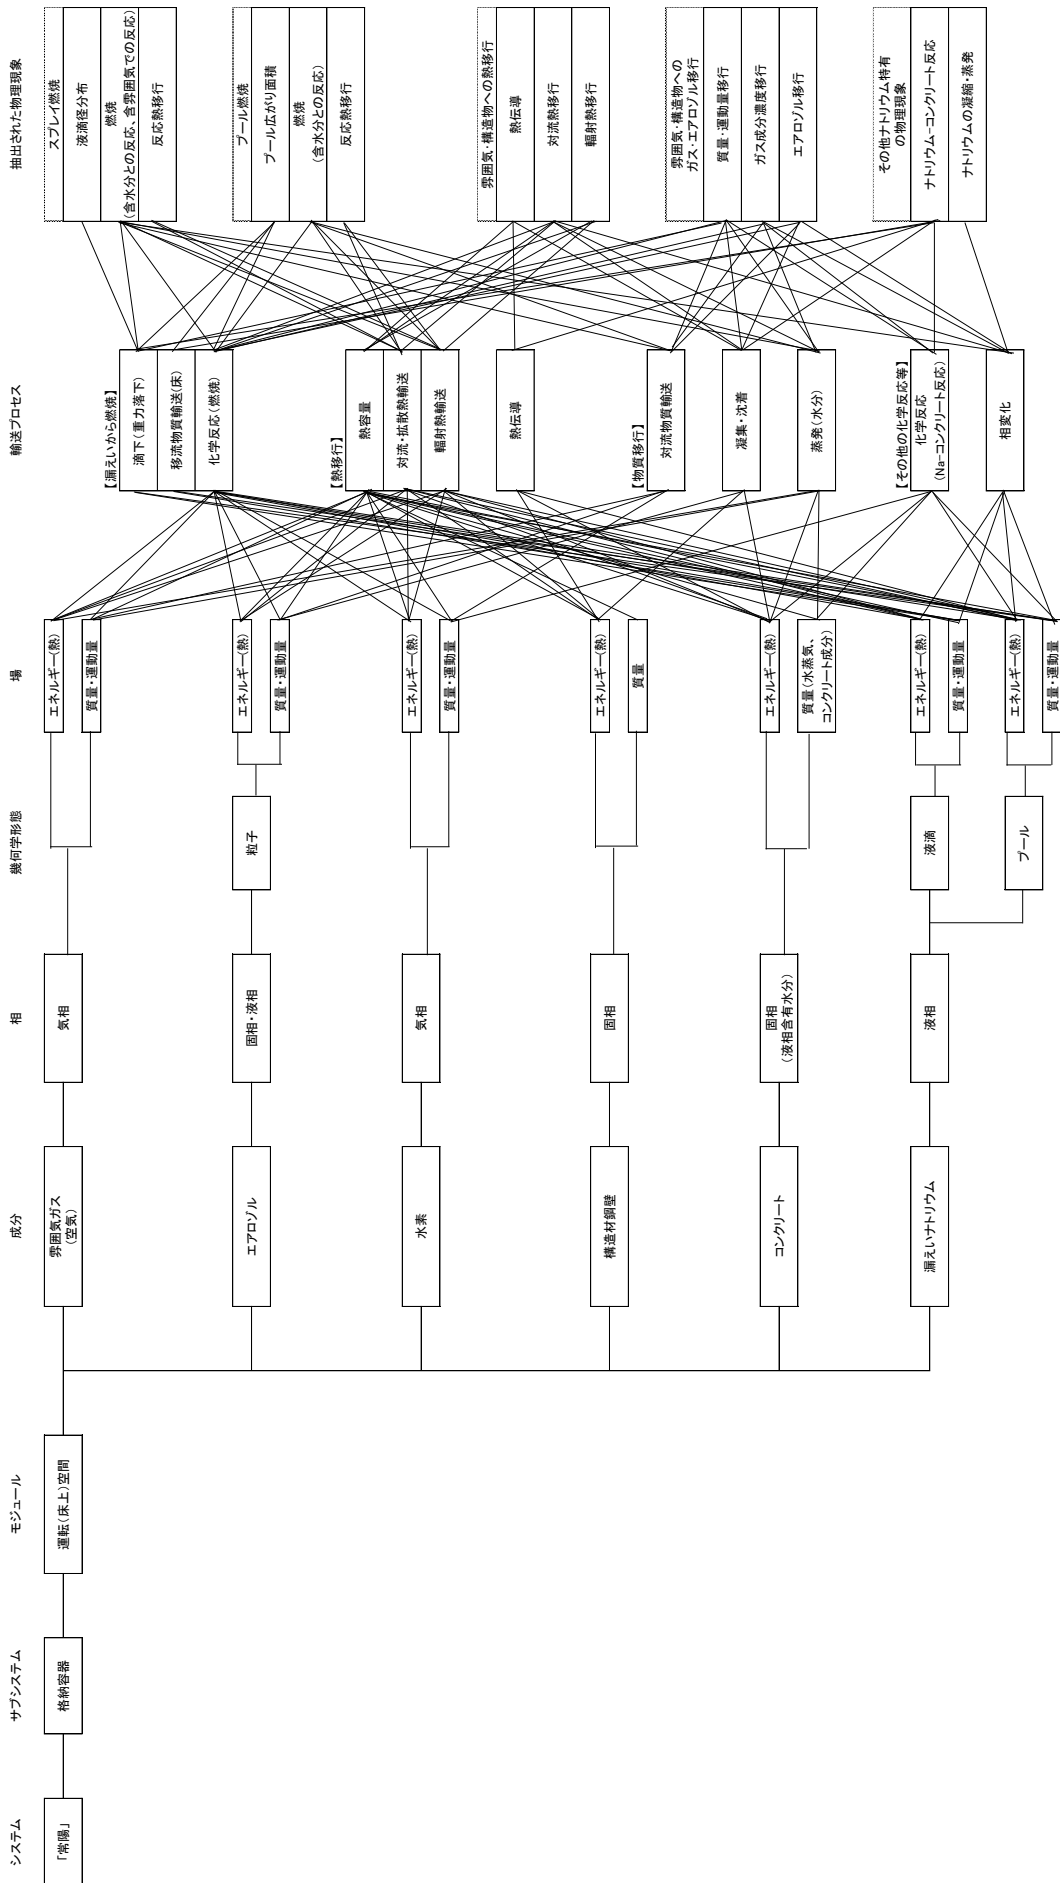 システム
サブシステム
モジュール
成分
相
幾何学形態
場
輸送プロセス
抽出された物理現象
「常陽」
格納容器
運転(床上)空間
雰囲気ガス
(空気)
気相
エネルギー(熱)
質量・運動量
エアロゾル
固相・液相
粒子
エネルギー(熱)
質量・運動量
水素
気相
エネルギー(熱)
質量・運動量
構造材鋼壁
固相
エネルギー(熱)
質量
コンクリート
固相
(液相含有水分)
エネルギー(熱)
質量(水蒸気、
コンクリート成分)
漏えいナトリウム
液相
液滴
エネルギー(熱)
質量・運動量
プール
エネルギー(熱)
質量・運動量
【漏えいから燃焼】
滴下(重力落下)
移流物質輸送(床)
化学反応(燃焼)
【熱移行】
熱容量
対流・拡散熱輸送
輻射熱輸送
熱伝導
【物質移行】
対流物質輸送
凝集・沈着
蒸発(水分)
【その他の化学反応等】
化学反応
(Na-コンクリート反応)
相変化
スプレイ燃焼
液滴径分布
燃焼
(含水分との反応、含雰囲気での反応)
反応熱移行
プール燃焼
プール広がり面積
燃焼
(含水分との反応)
反応熱移行
雰囲気・構造物への熱移行
熱伝導
対流熱移行
輻射熱移行
雰囲気・構造物への
ガス・エアロゾル移行
質量・運動量移行
ガス成分濃度移行
エアロゾル移行
その他ナトリウム特有
の物理現象
ナトリウム-コンクリート反応
ナトリウムの凝縮・蒸発